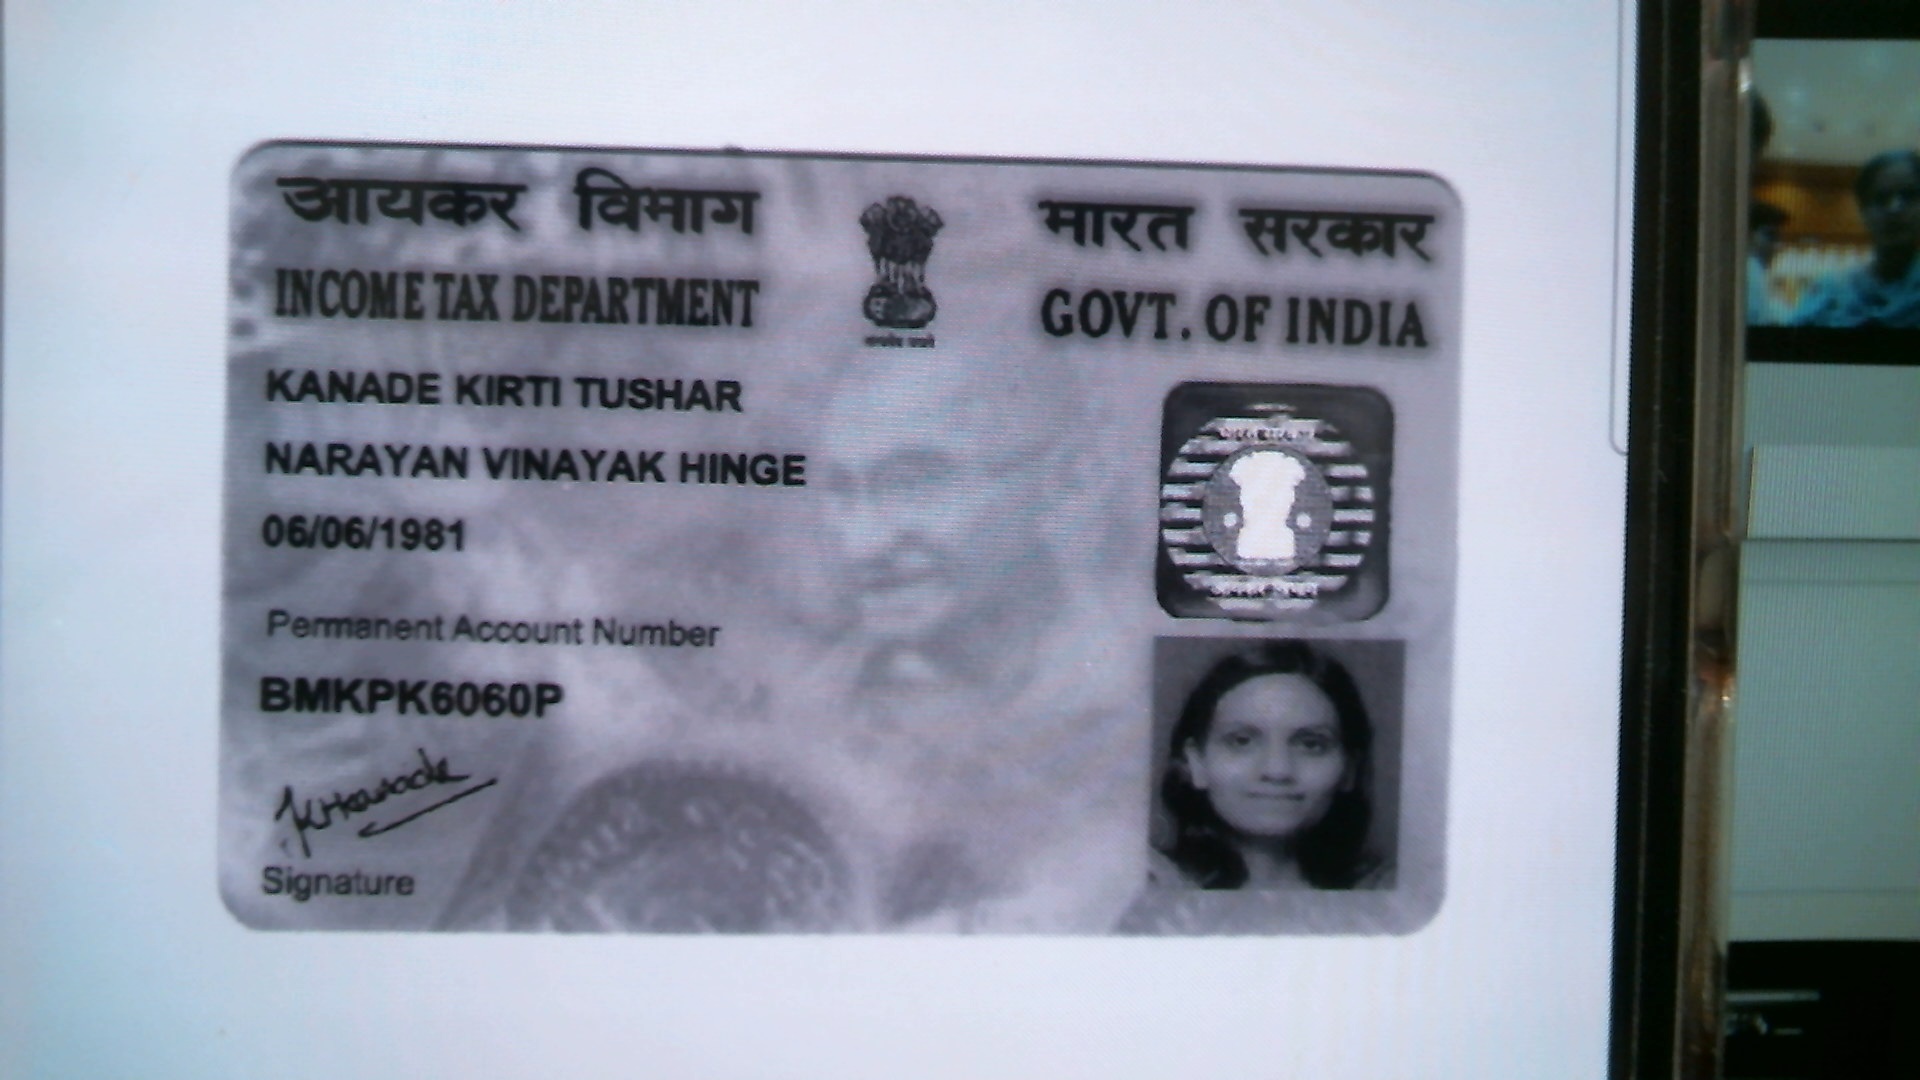 आयकर विभाग
INCOME TAX DEPARTMENT
भारत सरकार
GOVT. OF INDIA
KANADE KIRTI TUSHAR
NARAYAN VINAYAK HINGE
06/06/1981
Permanent Account Number
BMKPK6060P
Signature